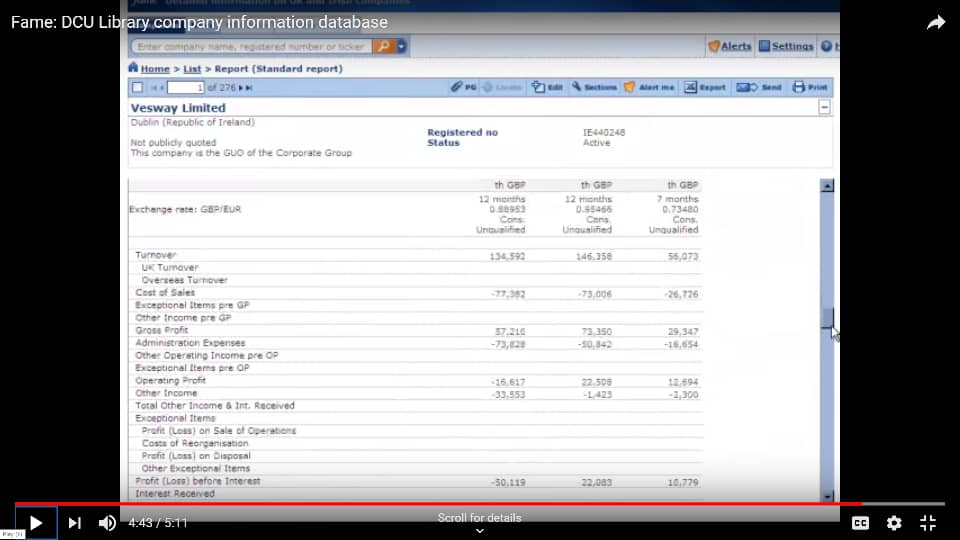 Fame: DCU Library company information database
Enter company name, registered number or ticker
Alerts Settings
Home > List > Report (Standard report)
1 of 276 PG Edit Sections Alert me Export Send Print
Vesway Limited
Dublin (Republic of Ireland)
Registered no IE440248
Not publicly quoted Status Active
This company is the GUO of the Corporate Group
th GBP th GBP th GBP
12 months 12 months 7 months
Exchange rate: GBP/EUR 0.88953 0.95466 0.73480
Cons. Cons. Cons.
Unqualified Unqualified Unqualified
Turnover 134,592 146,358 56,073
UK Turnover
Overseas Turnover
Cost of Sales -77,382 -73,006 -26,726
Exceptional Items pre GP
Other Income pre GP
Gross Profit 57,210 73,350 29,347
Administration Expenses -73,828 -50,842 -16,654
Other Operating Income pre OP
Exceptional Items pre OP
Operating Profit -16,617 22,508 12,694
Other Income -33,553 -1,423 -2,300
Total Other Income & Int. Received
Exceptional Items
Profit (Loss) on Sale of Operations
Costs of Reorganisation
Profit (Loss) on Disposal
Other Exceptional Items
Profit (Loss) before Interest -50,119 22,083 18,779
Interest Received
4:43 / 5:11
Scroll for details
CC